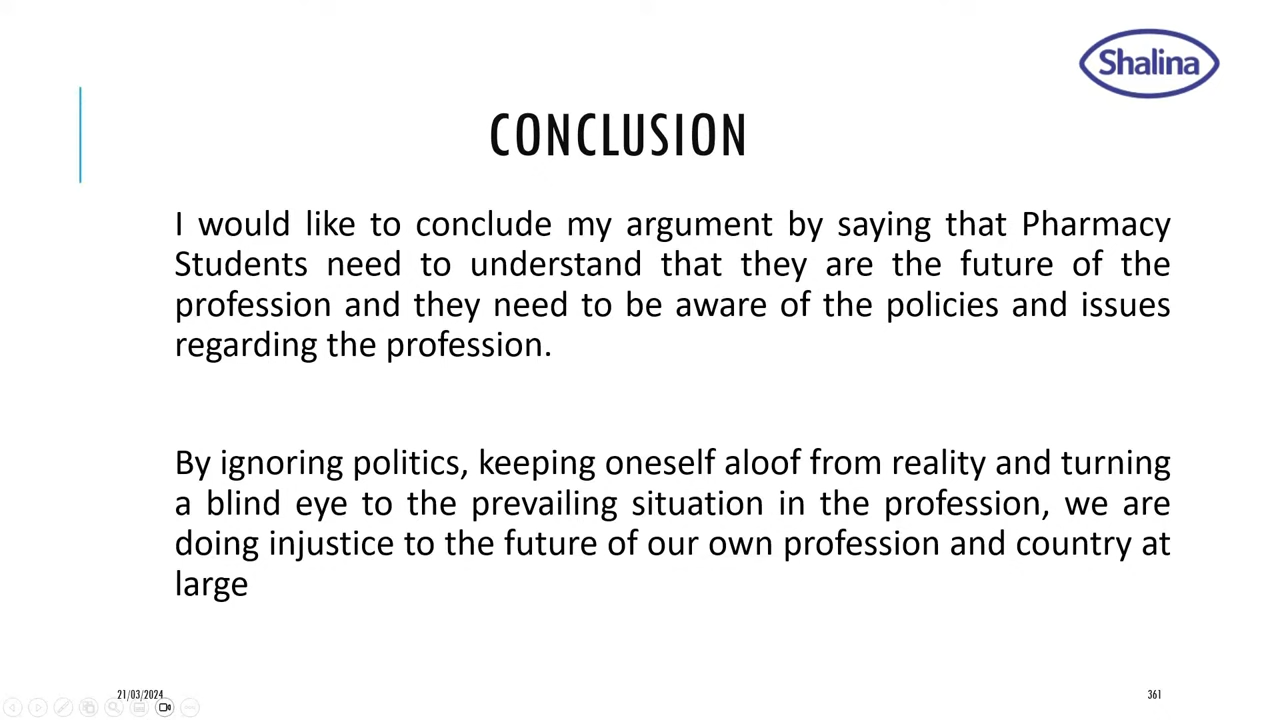 Shalina
CONCLUSION
I would like to conclude my argument by saying that Pharmacy
Students need to understand that they are the future of the
profession and they need to be aware of the policies and issues
regarding the profession.
By ignoring politics, keeping oneself aloof from reality and turning
a blind eye to the prevailing situation in the profession, we are
doing injustice to the future of our own profession and country at
large
21/03/2024
361